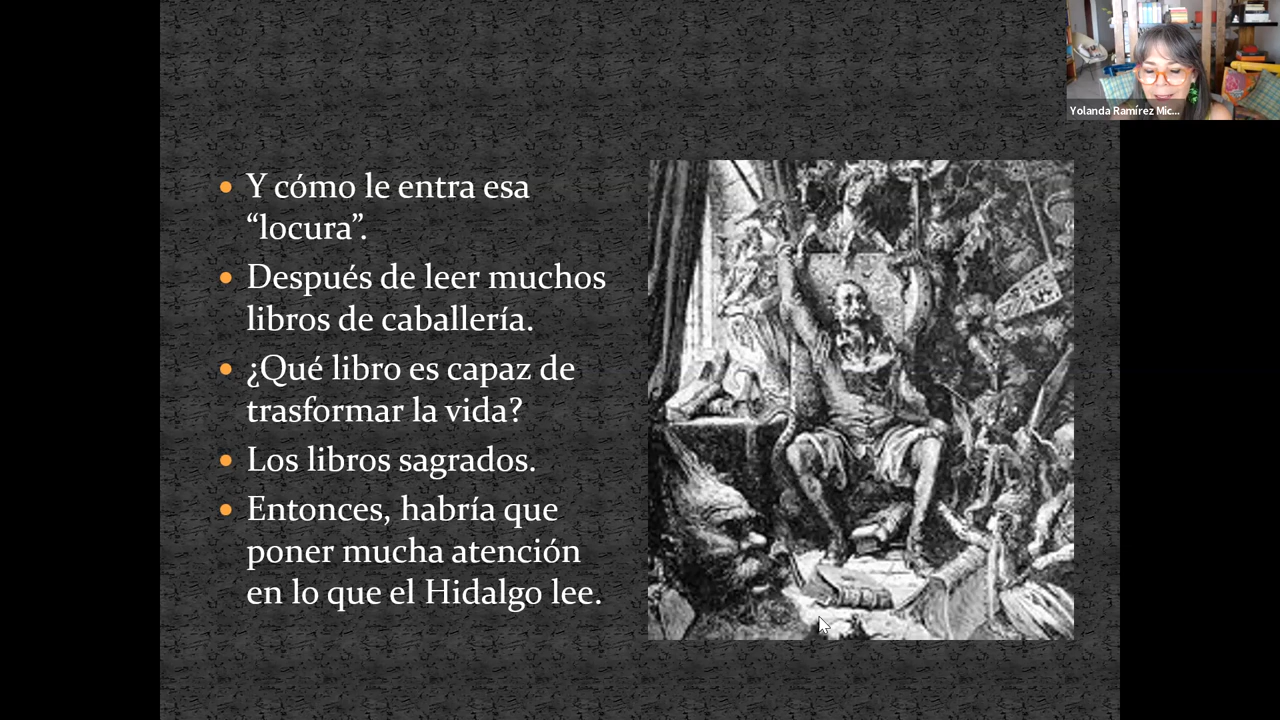 Yolanda Ramírez Mic...
Y cómo le entra esa
“locura”.
Después de leer muchos
libros de caballería.
¿Qué libro es capaz de
trasformar la vida?
Los libros sagrados.
Entonces, habría que
poner mucha atención
en lo que el Hidalgo lee.